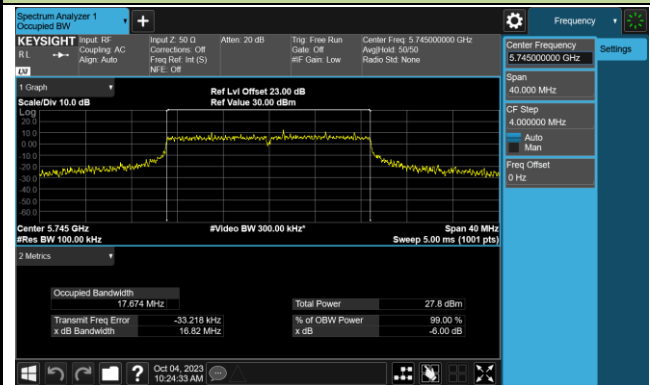 Spectrum Analyzer 1
Occupied BW
Frequency
KEYSIGHT
Input: RF
Coupling: AC
Align: Auto
Input Z: 50 Ω
Corrections: Off
Freq Ref: Int (S)
NFE: Off
Atten: 20 dB
Trig: Free Run
Gate: Off
#IF Gain: Low
Center Freq: 5.745000000 GHz
Avg|Hold: 50/50
Radio Std: None
RL
LXI
Center Frequency
5.745000000 GHz
Settings
Span
40.000 MHz
CF Step
4.000000 MHz
Auto
Man
Freq Offset
0 Hz
1 Graph
Scale/Div 10.0 dB
Ref Lvl Offset 23.00 dB
Ref Value 30.00 dBm
Log
20.0
10.0
0.00
-10.0
-20.0
-30.0
-40.0
-50.0
-60.0
Center 5.745 GHz
#Res BW 100.00 kHz
#Video BW 300.00 kHz*
Span 40 MHz
Sweep 5.00 ms (1001 pts)
2 Metrics
Occupied Bandwidth
17.674 MHz
Total Power 27.8 dBm
Transmit Freq Error -33.218 kHz
% of OBW Power 99.00 %
x dB Bandwidth 16.82 MHz
x dB -6.00 dB
?
Oct 04, 2023
10:24:33 AM